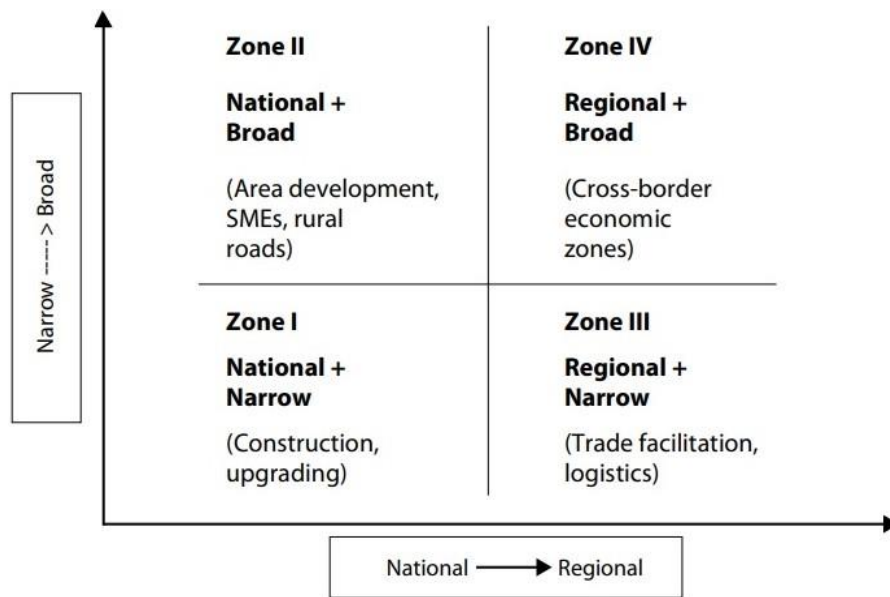 Narrow ----- > Broad
Zone II
National +
Broad
(Area development,
SMEs, rural
roads)
Zone IV
Regional +
Broad
(Cross-border
economic
zones)
Zone I
National +
Narrow
(Construction,
upgrading)
Zone III
Regional +
Narrow
(Trade facilitation,
logistics)
National Regional